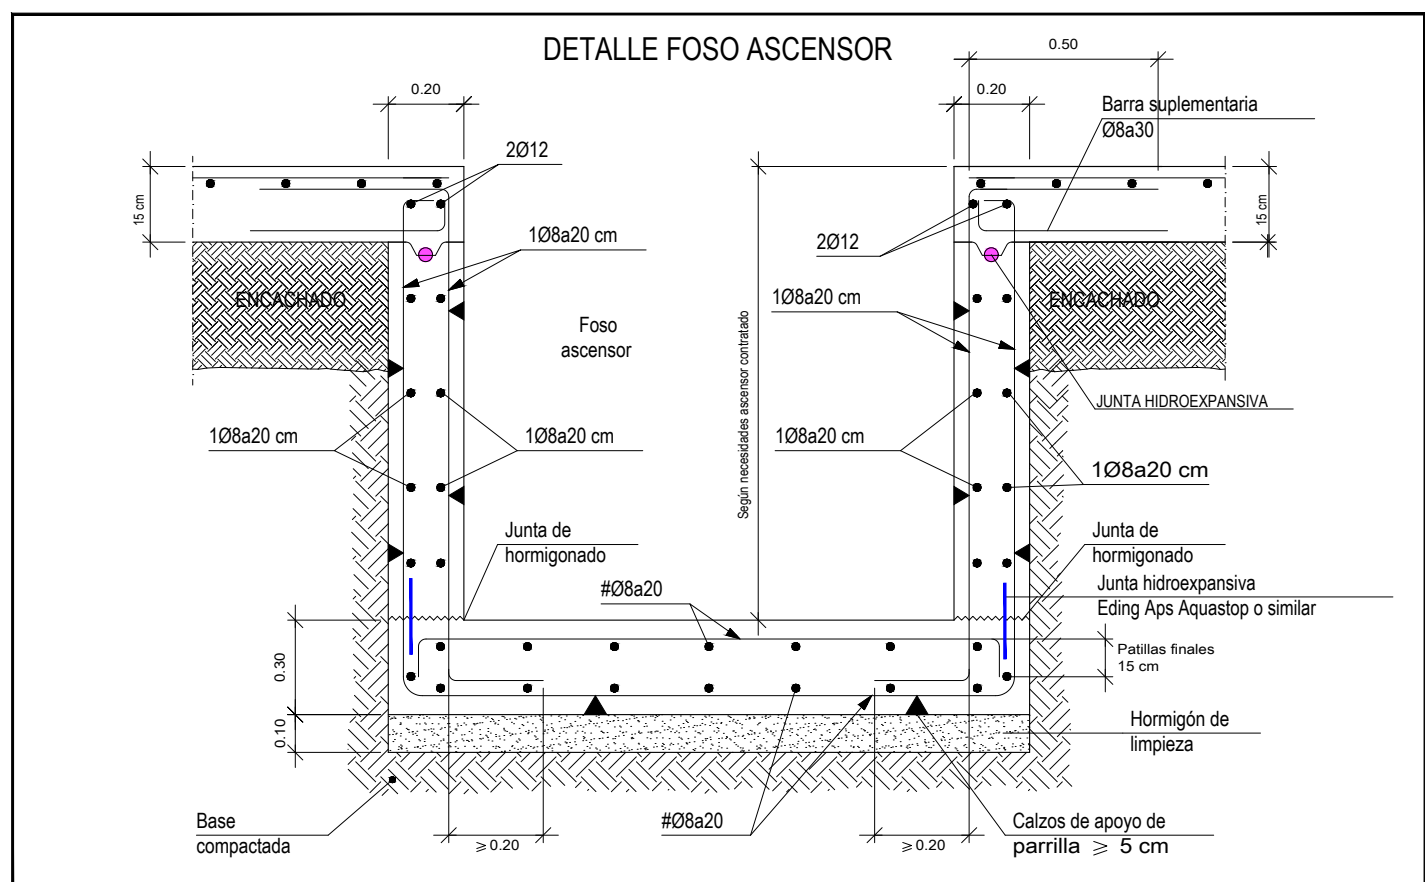 DETALLE FOSO ASCENSOR
0.50
0.20
0.20
Barra suplementaria
Ø8a30
2Ø12
15 cm
15 cm
1Ø8a20 cm
2Ø12
ENCACHADO
1Ø8a20 cm
ENCACHADO
Foso
ascensor
Según necesidades ascensor contratado
JUNTA HIDROEXPANSIVA
1Ø8a20 cm
1Ø8a20 cm
1Ø8a20 cm
1Ø8a20 cm
Junta de
hormigonado
Junta de
hormigonado
#Ø8a20
Junta hidroexpansiva
Eding Aps Aquastop o similar
0.30
Patillas finales
15 cm
0.10
Hormigón de
limpieza
Base
compactada
≥ 0.20
#Ø8a20
≥ 0.20
Calzos de apoyo de
parrilla ≥ 5 cm